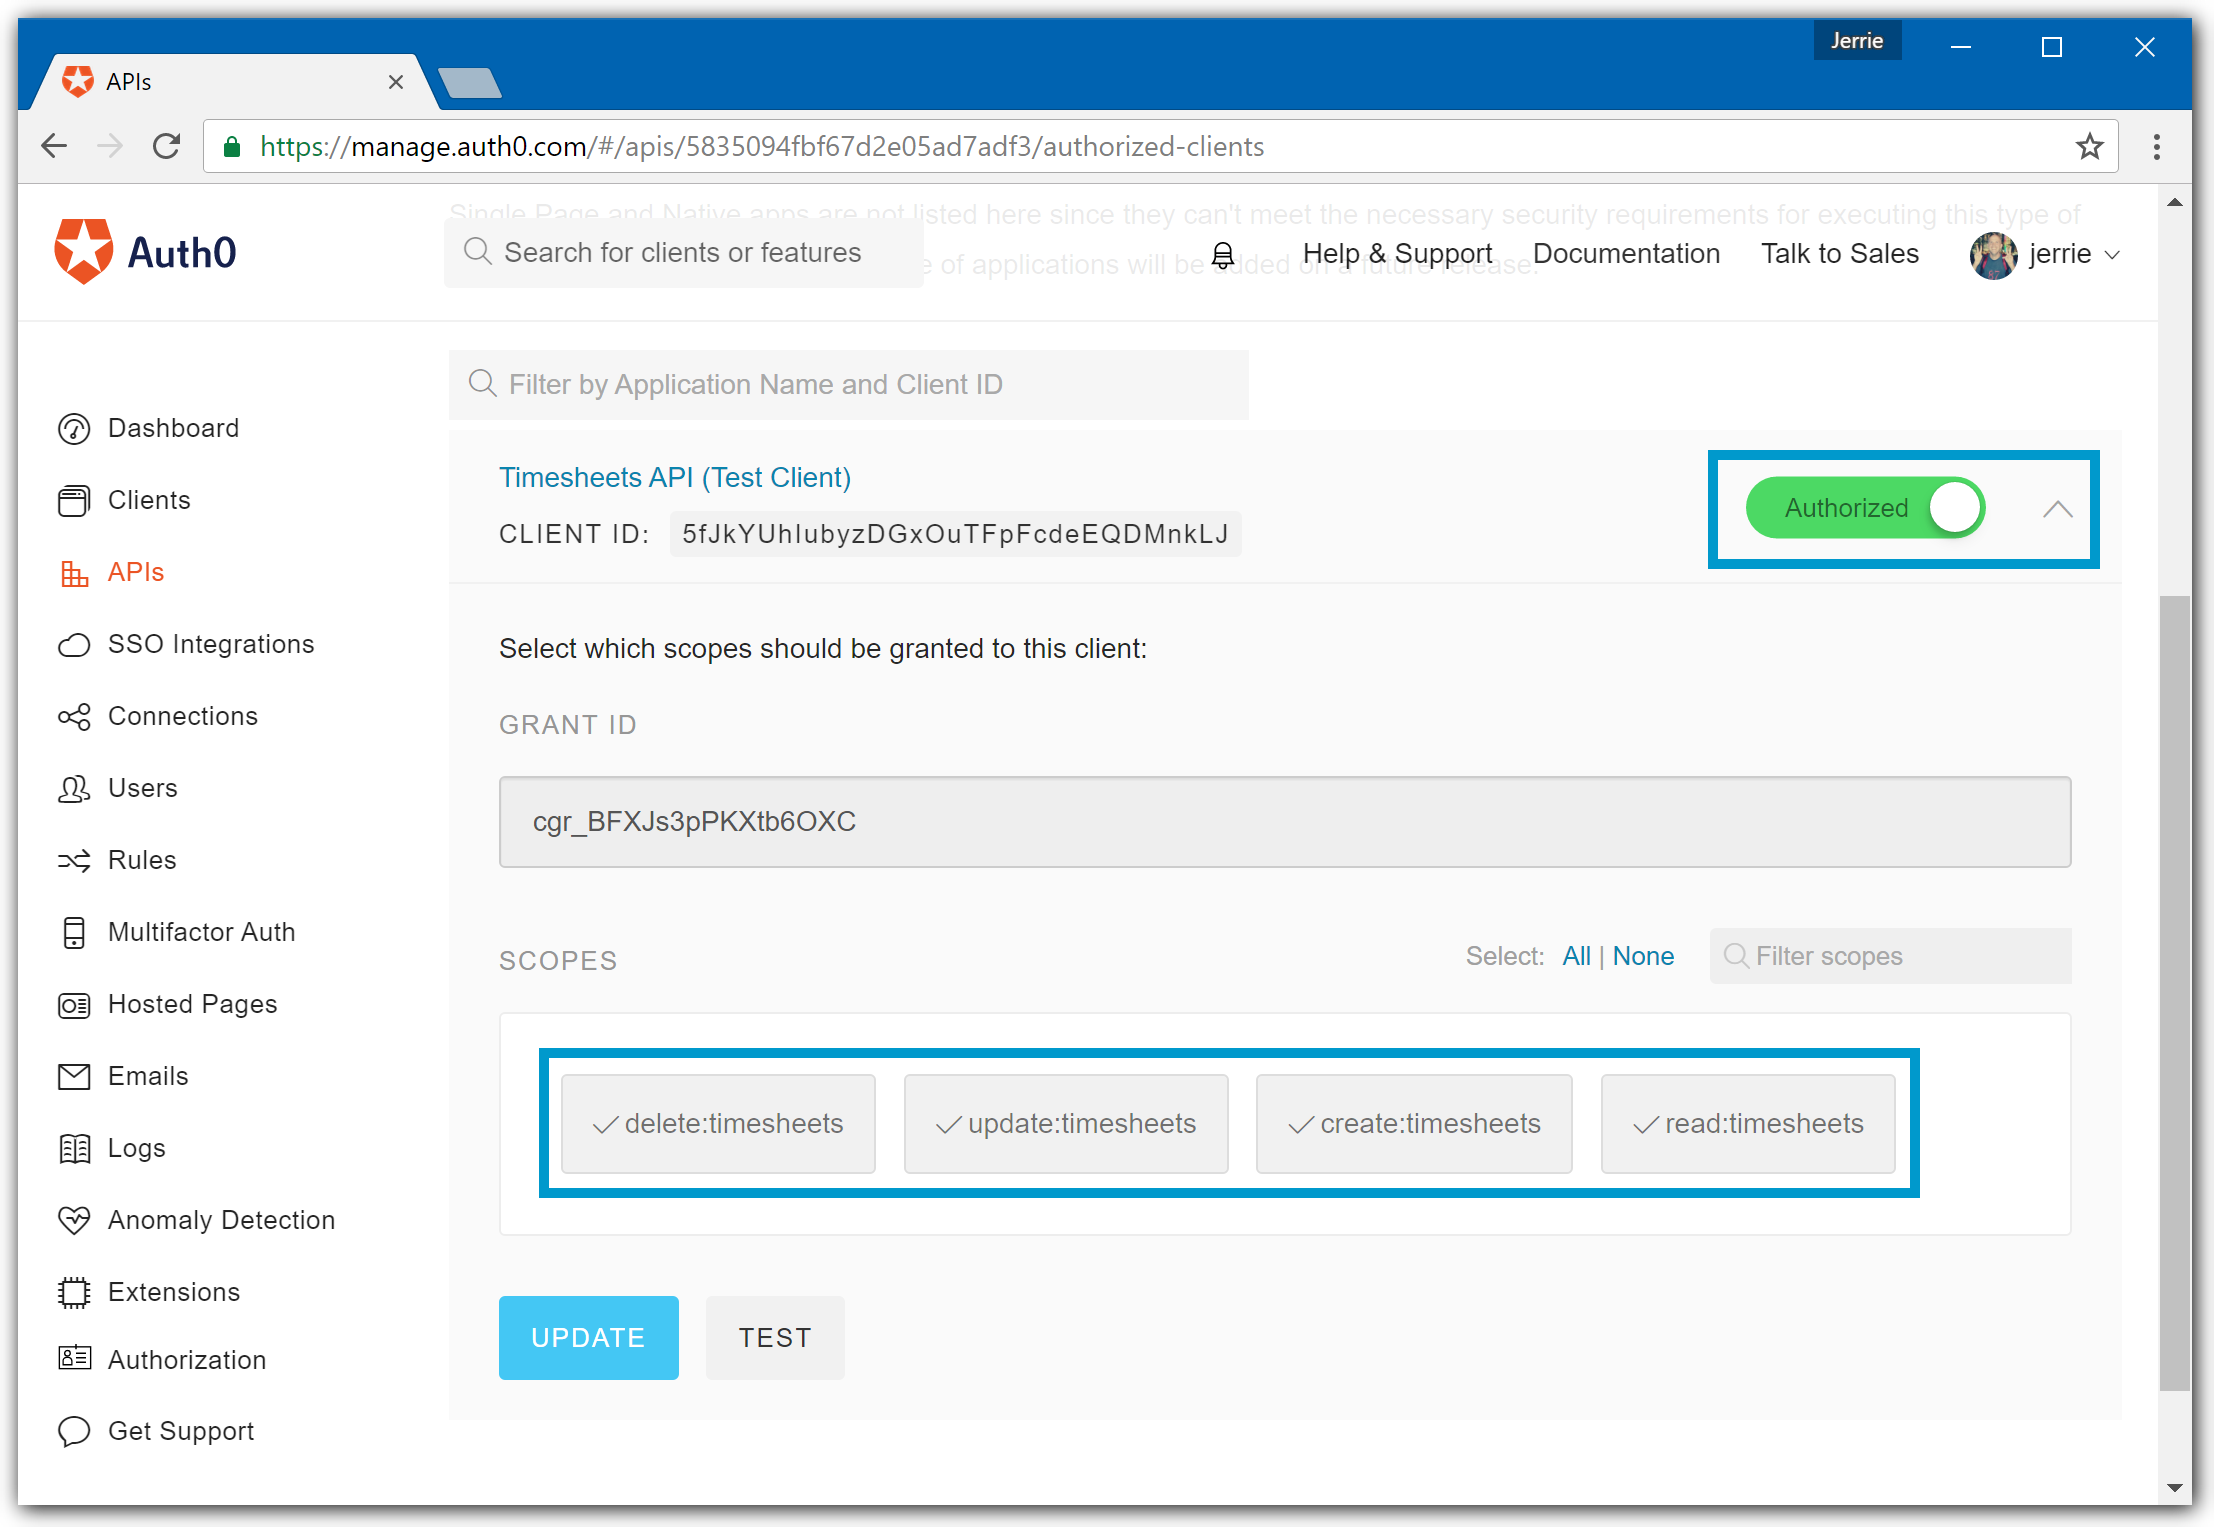 Jerrie
APIs
https://manage.auth0.com/#/apis/5835094fbf67d2e05ad7adf3/authorized-clients
Single Page and Native apps are not listed here since they can't meet the necessary security requirements for executing this type of
e of applications will be added on a future release.
Auth0
Search for clients or features
Help & Support
Documentation
Talk to Sales
jerrie
Filter by Application Name and Client ID
Dashboard
Clients
APIs
SSO Integrations
Connections
Users
Rules
Multifactor Auth
Hosted Pages
Emails
Logs
Anomaly Detection
Extensions
Authorization
Get Support
Timesheets API (Test Client)
CLIENT ID: 5fJkYUhIubyzDGxOuTFpFcdeEQDMnkLJ
Authorized
Select which scopes should be granted to this client:
GRANT ID
cgr_BFXJs3pPKXtb6OXC
SCOPES
Select: All | None
Filter scopes
delete:timesheets
update:timesheets
create:timesheets
read:timesheets
UPDATE
TEST